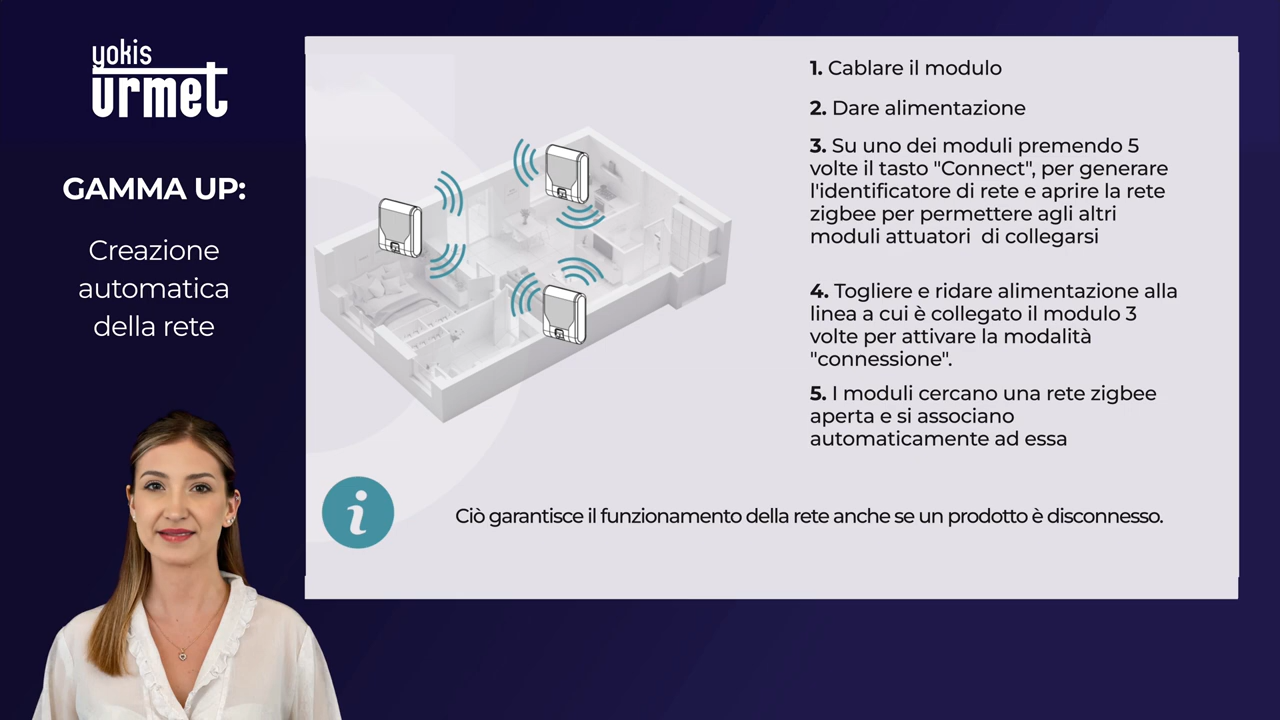 yokis
urmet
GAMMA UP:
Creazione
automatica
della rete
1. Cablare il modulo
2. Dare alimentazione
3. Su uno dei moduli premendo 5
volte il tasto "Connect", per generare
l'identificatore di rete e aprire la rete
zigbee per permettere agli altri
moduli attuatori di collegarsi
4. Togliere e ridare alimentazione alla
linea a cui è collegato il modulo 3
volte per attivare la modalità
"connessione".
5. I moduli cercano una rete zigbee
aperta e si associano
automaticamente ad essa
i
Ciò garantisce il funzionamento della rete anche se un prodotto è disconnesso.